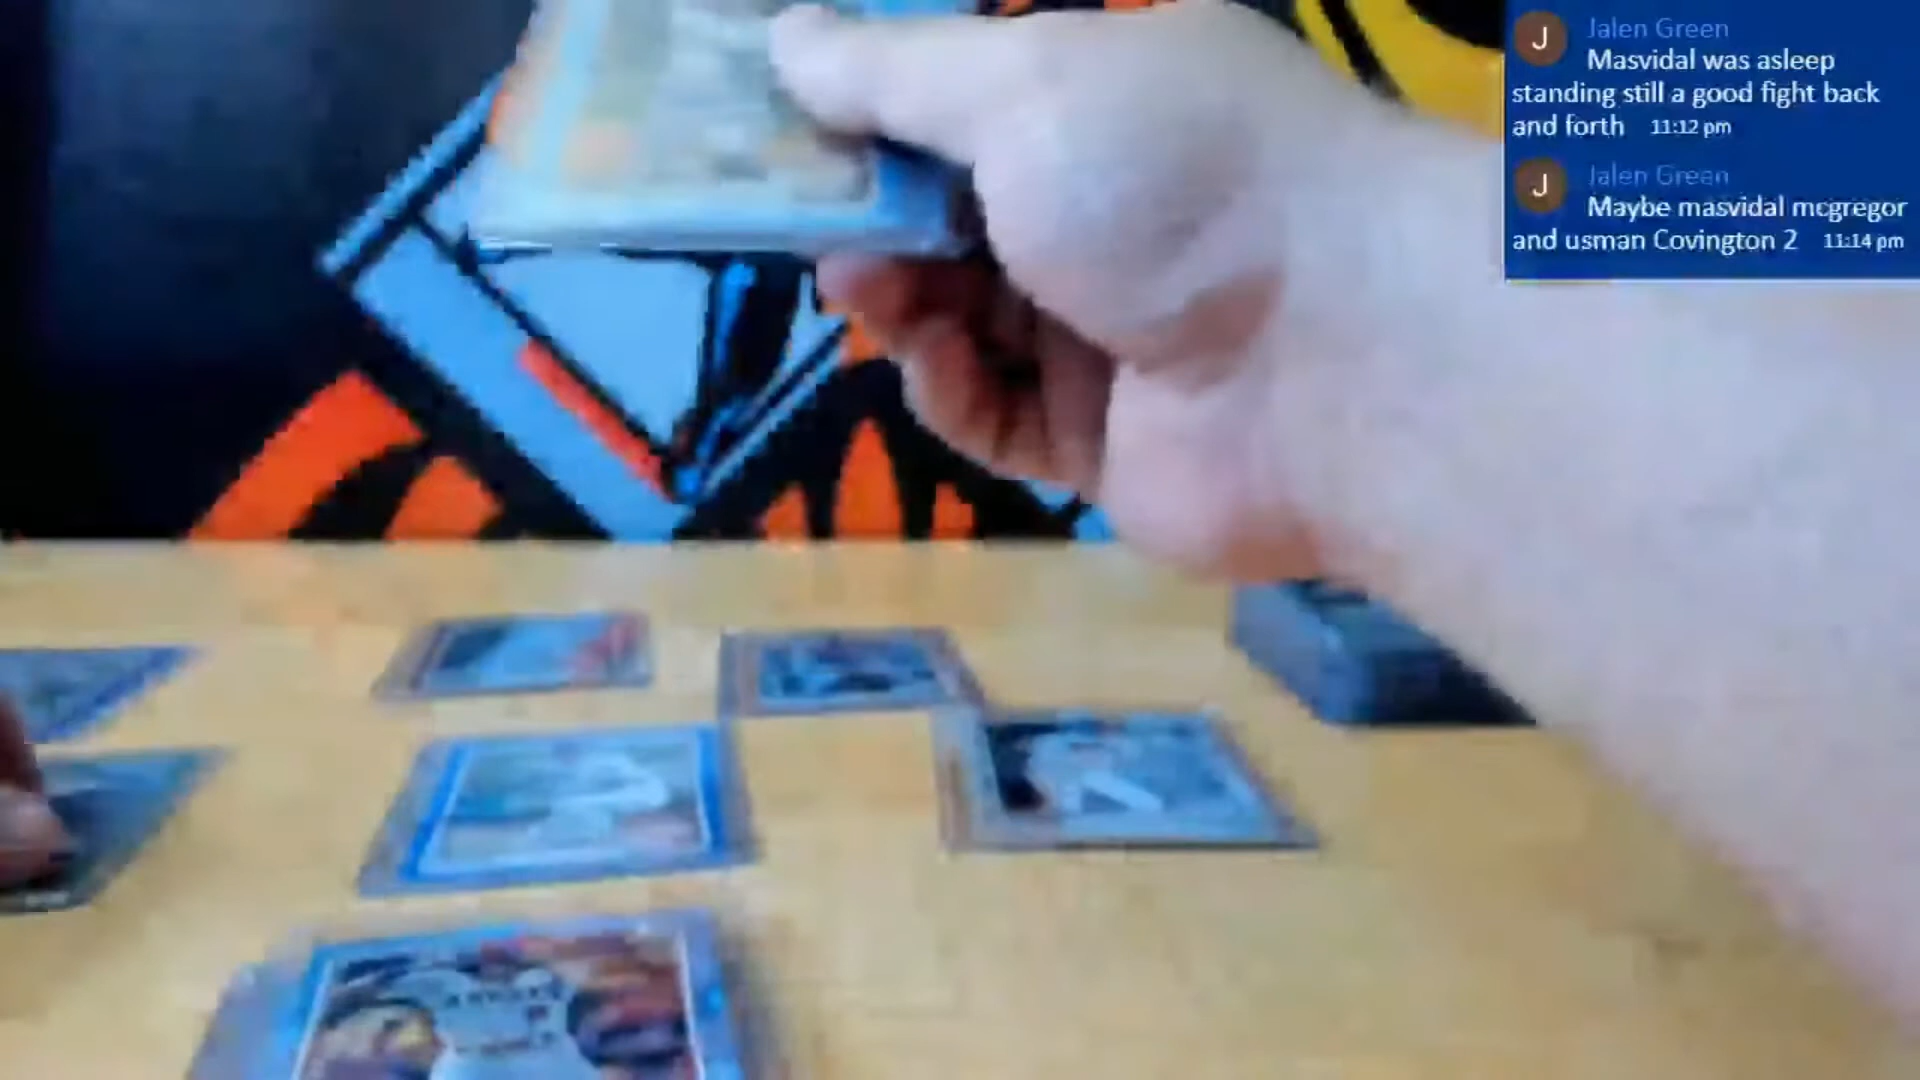 J Jalen Green
Masvidal was asleep
standing still a good fight back
and forth 11:12 pm
J Jalen Green
Maybe masvidal mcgregor
and usman Covington 2 11:14 pm